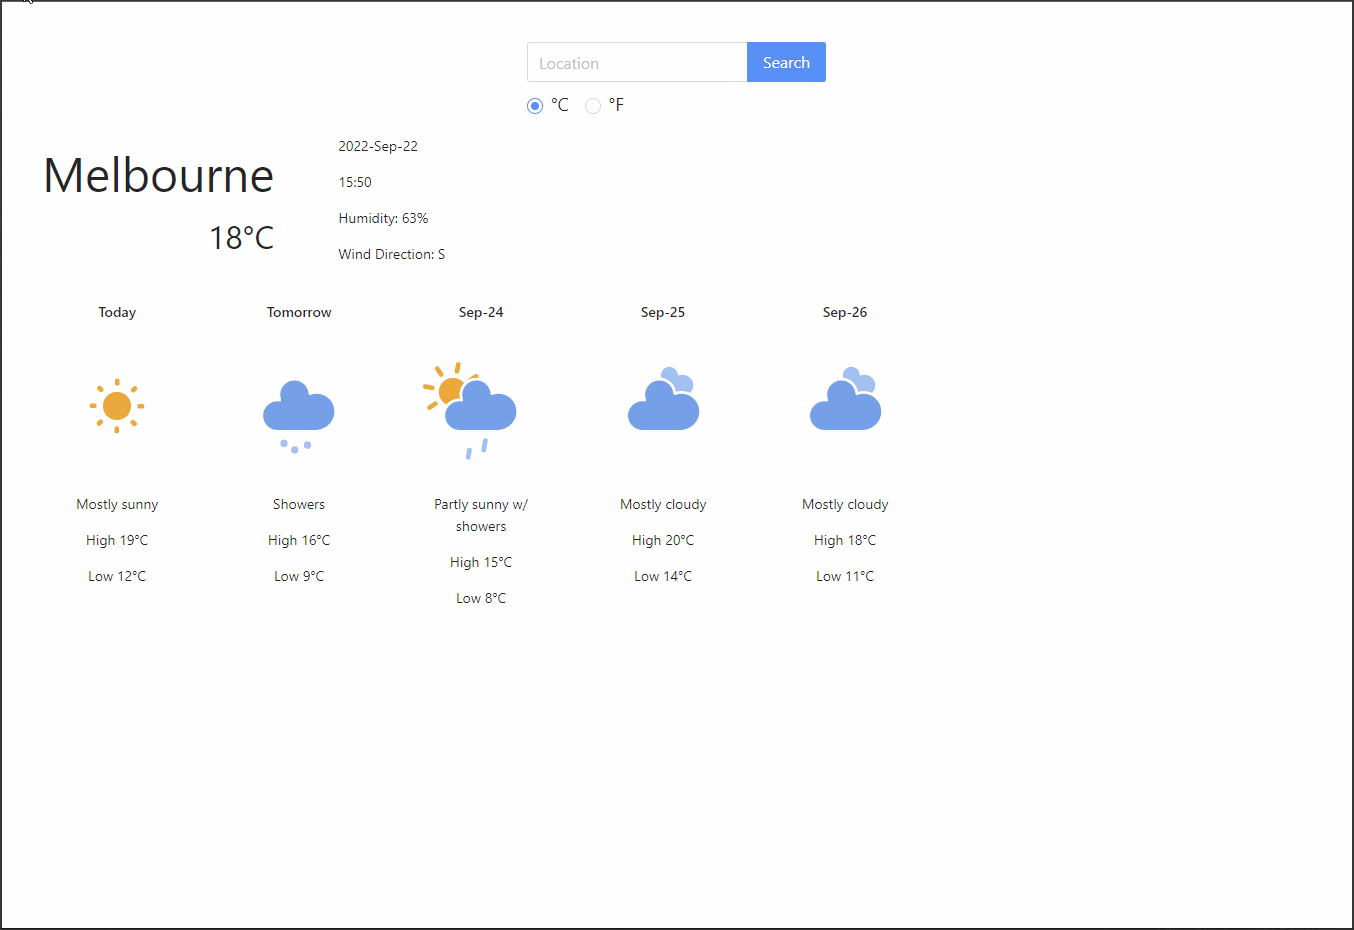 Location
Search
°C
°F
Melbourne
18°C
2022-Sep-22
15:50
Humidity: 63%
Wind Direction: S
Today
Tomorrow
Sep-24
Sep-25
Sep-26
Mostly sunny
High 19°C
Low 12°C
Showers
High 16°C
Low 9°C
Partly sunny w/
showers
High 15°C
Low 8°C
Mostly cloudy
High 20°C
Low 14°C
Mostly cloudy
High 18°C
Low 11°C